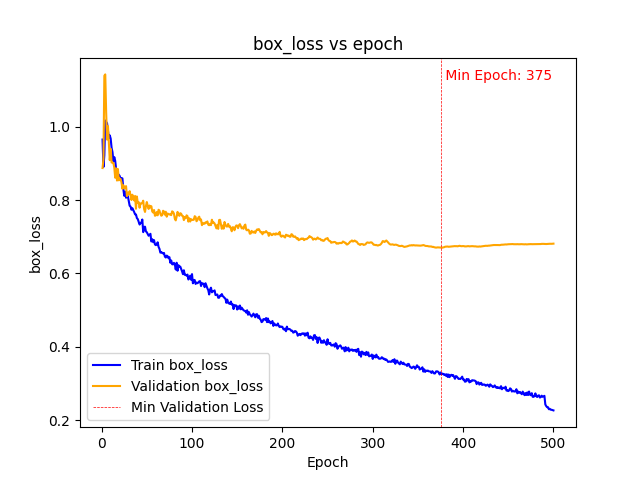 box_loss vs epoch
Min Epoch: 375
1.0
0.8
0.6
0.4
0.2
box_loss
Train box_loss
Validation box_loss
Min Validation Loss
0
100
200
300
400
500
Epoch